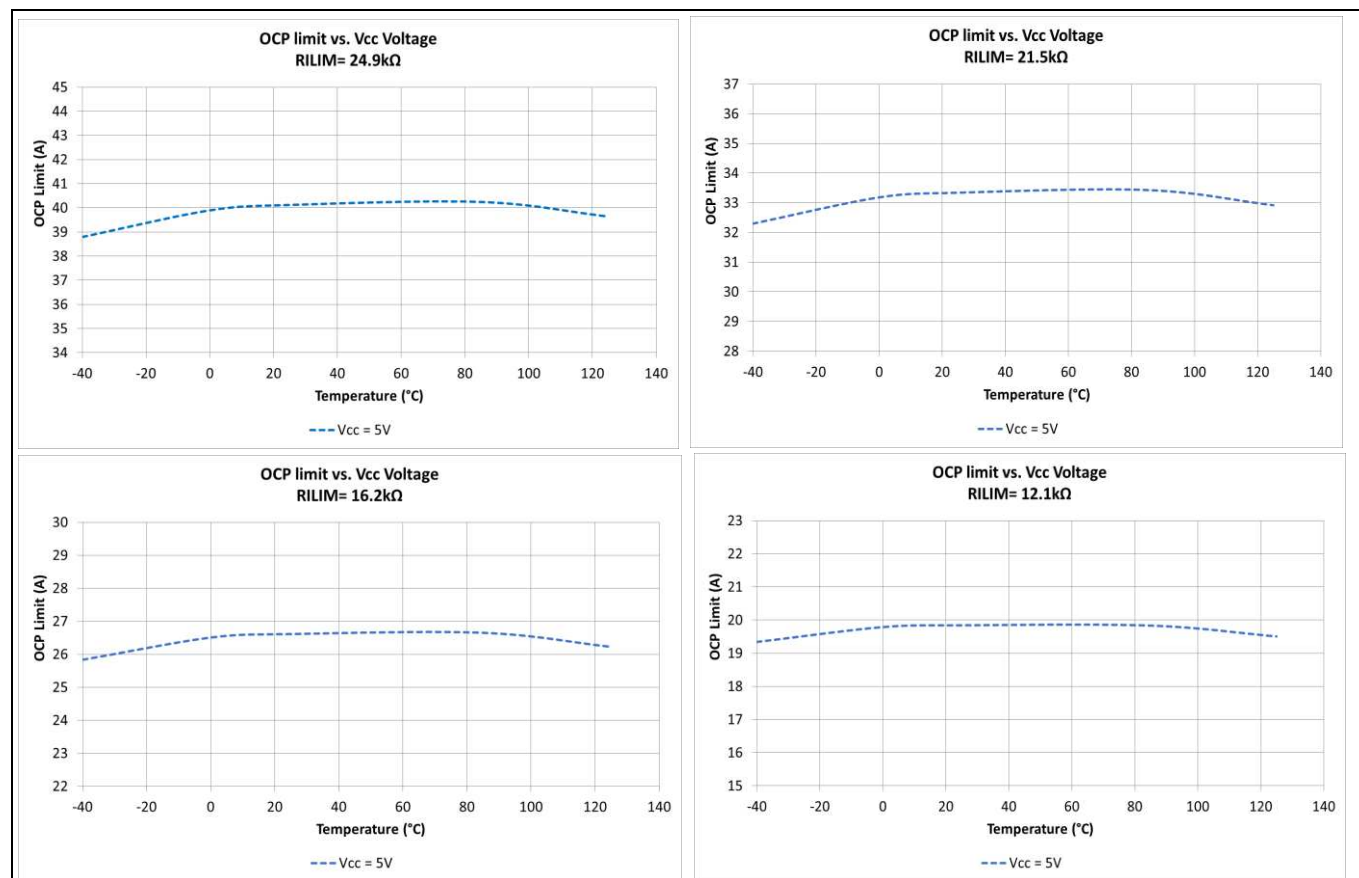 OCP limit vs. Vcc Voltage
RILIM= 24.9kΩ
OCP Limit (A)
45
44
43
42
41
40
39
38
37
36
35
34
-40 -20 0 20 40 60 80 100 120 140
Temperature (°C)
Vcc = 5V
OCP limit vs. Vcc Voltage
RILIM= 21.5kΩ
OCP Limit (A)
37
36
35
34
33
32
31
30
29
28
-40 -20 0 20 40 60 80 100 120 140
Temperature (°C)
Vcc = 5V
OCP limit vs. Vcc Voltage
RILIM= 16.2kΩ
OCP Limit (A)
30
29
28
27
26
25
24
23
22
-40 -20 0 20 40 60 80 100 120 140
Temperature (°C)
Vcc = 5V
OCP limit vs. Vcc Voltage
RILIM= 12.1kΩ
OCP Limit (A)
23
22
21
20
19
18
17
16
15
-40 -20 0 20 40 60 80 100 120 140
Temperature (°C)
Vcc = 5V